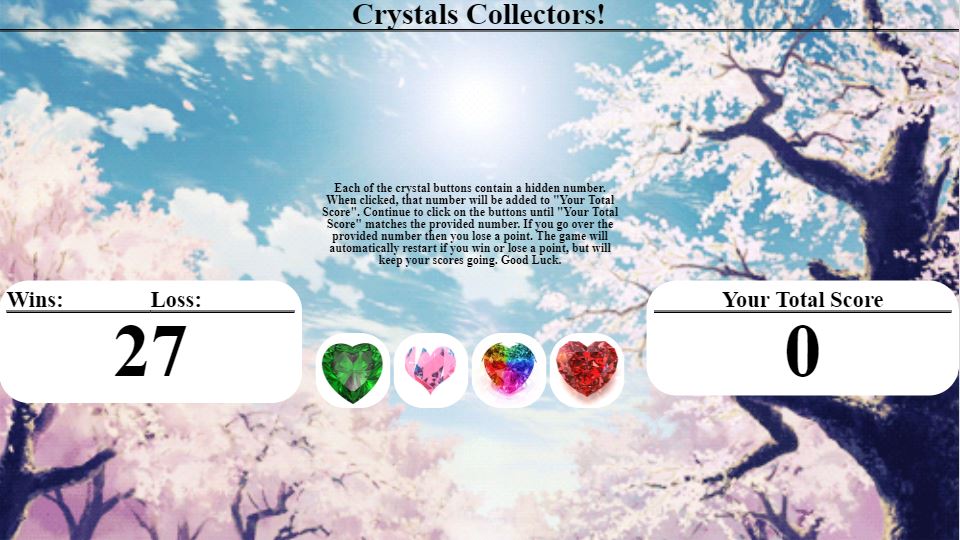 Crystals Collectors!
Each of the crystal buttons contain a hidden number.
When clicked, that number will be added to "Your Total
Score". Continue to click on the buttons until "Your Total
Score" matches the provided number. If you go over the
provided number then you lose a point. The game will
automatically restart if you win or lose a point, but will
keep your scores going. Good Luck.
Wins: Loss:
27
Your Total Score
0